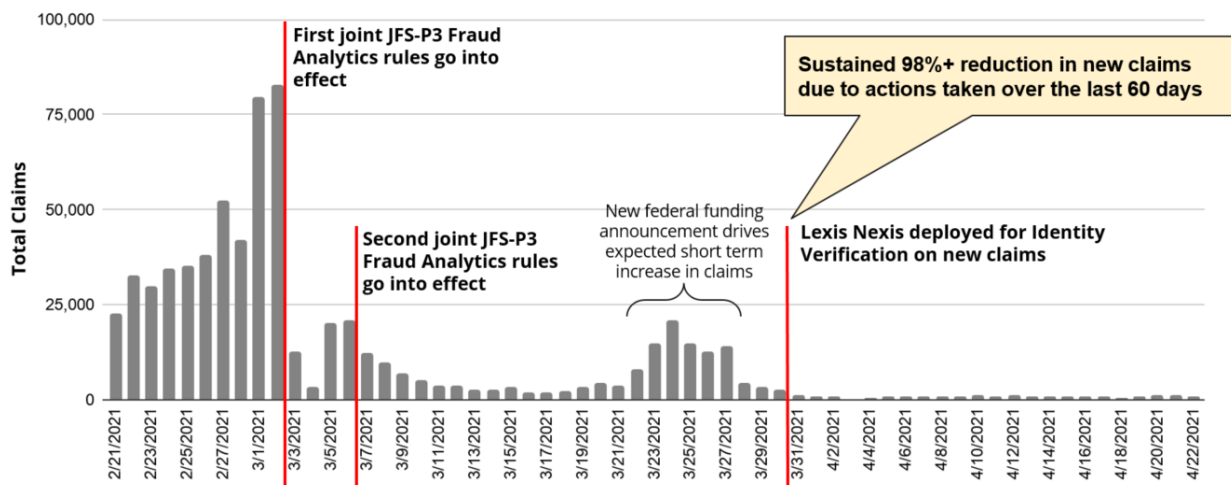 100,000
75,000
50,000
25,000
0
Total Claims
First joint JFS-P3 Fraud
Analytics rules go into
effect
Second joint JFS-P3
Fraud Analytics rules
go into effect
New federal funding
announcement drives
expected short term
increase in claims
Sustained 98%+ reduction in new claims
due to actions taken over the last 60 days
Lexis Nexis deployed for Identity
Verification on new claims
2/21/2021
2/23/2021
2/25/2021
2/27/2021
3/1/2021
3/3/2021
3/5/2021
3/7/2021
3/9/2021
3/11/2021
3/13/2021
3/15/2021
3/17/2021
3/19/2021
3/21/2021
3/23/2021
3/25/2021
3/27/2021
3/29/2021
3/31/2021
4/2/2021
4/4/2021
4/6/2021
4/8/2021
4/10/2021
4/12/2021
4/14/2021
4/16/2021
4/18/2021
4/20/2021
4/22/2021